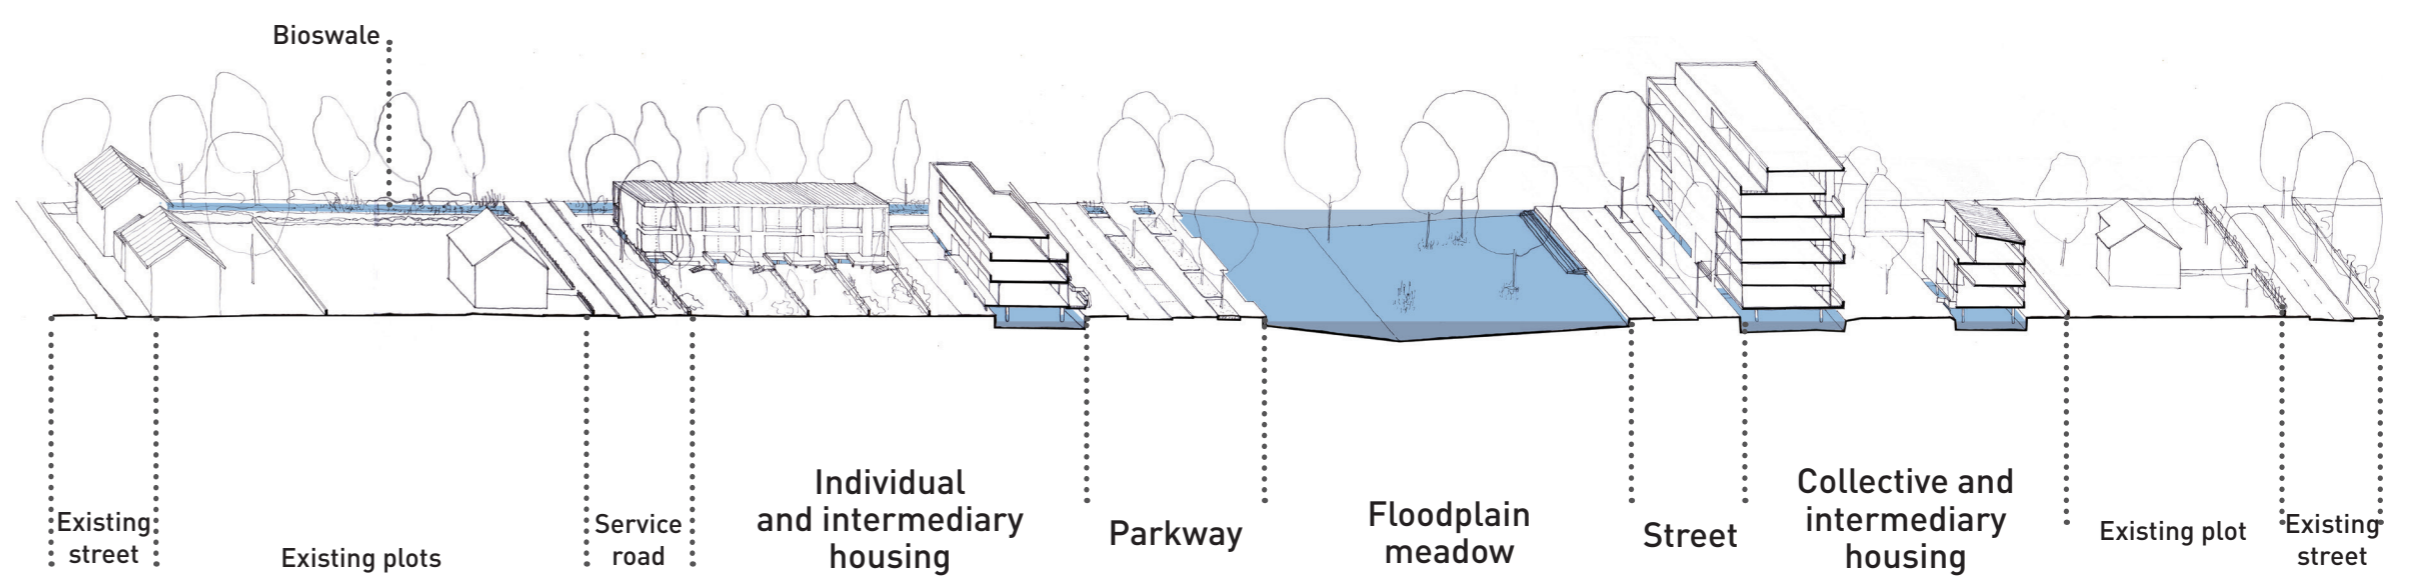 Bioswale
Existing
street
Existing plots
Service
road
Individual
and intermediary
housing
Parkway
Floodplain
meadow
Street
Collective and
intermediary
housing
Existing plot
Existing
street